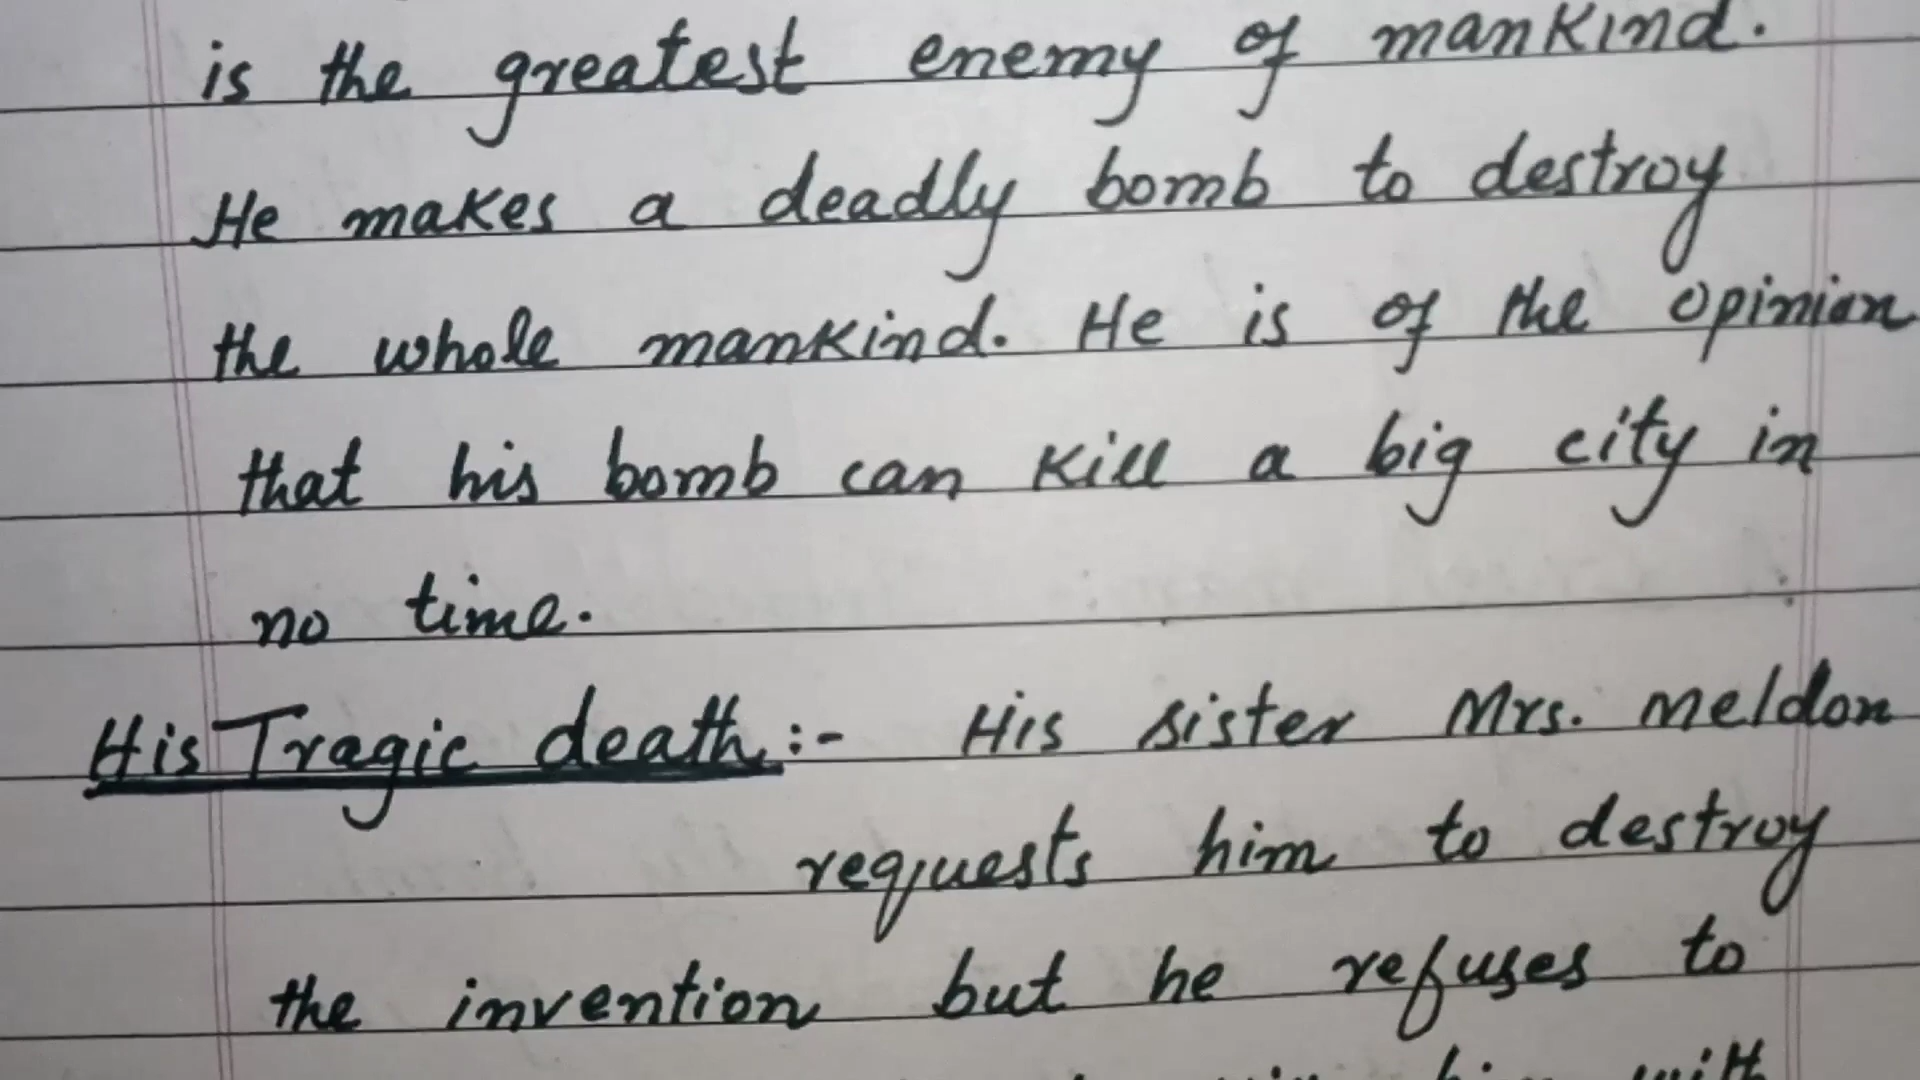 is the greatest enemy of mankind.
He makes a deadly bomb to destroy
the whole mankind. He is of the opinion
that his bomb can kill a big city in
no time.
His Tragic death :- His sister Mrs. Meldon
requests him to destroy
the invention but he refuses to
him with